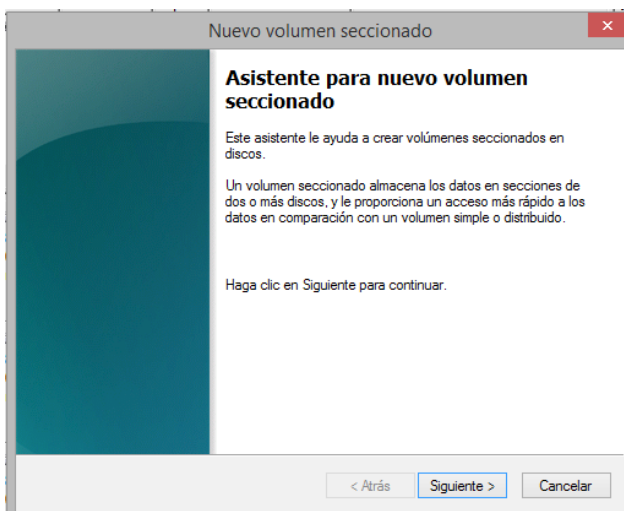 Nuevo volumen seccionado
Asistente para nuevo volumen
seccionado
Este asistente le ayuda a crear volúmenes seccionados en
discos.
Un volumen seccionado almacena los datos en secciones de
dos o más discos, y le proporciona un acceso más rápido a los
datos en comparación con un volumen simple o distribuido.
Haga clic en Siguiente para continuar.
< Atrás Siguiente > Cancelar